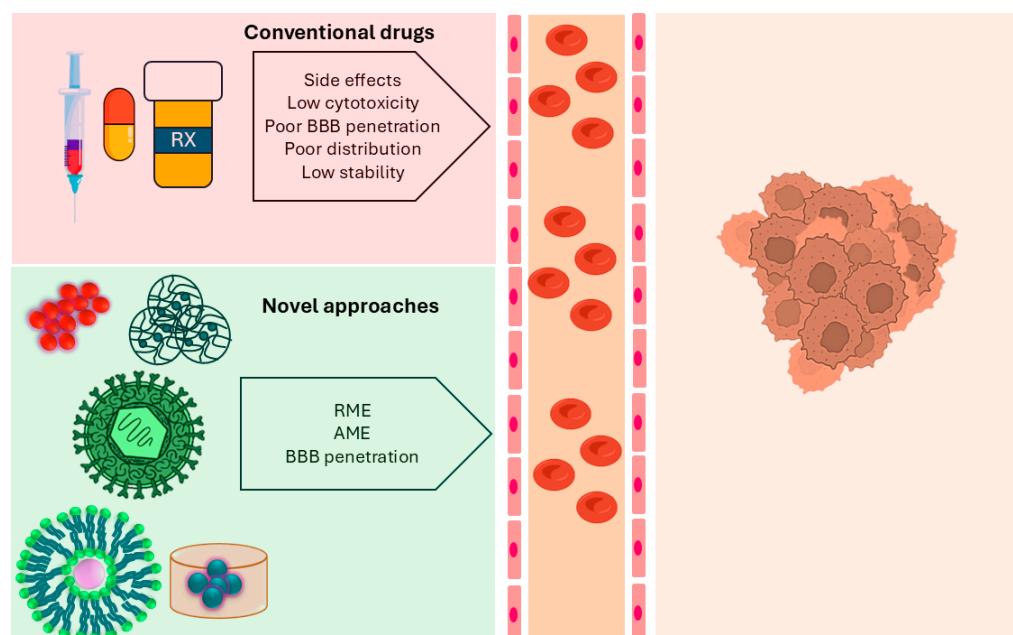 Conventional drugs
Side effects
Low cytotoxicity
Poor BBB penetration
Poor distribution
Low stability
RX
Novel approaches
RME
AME
BBB penetration